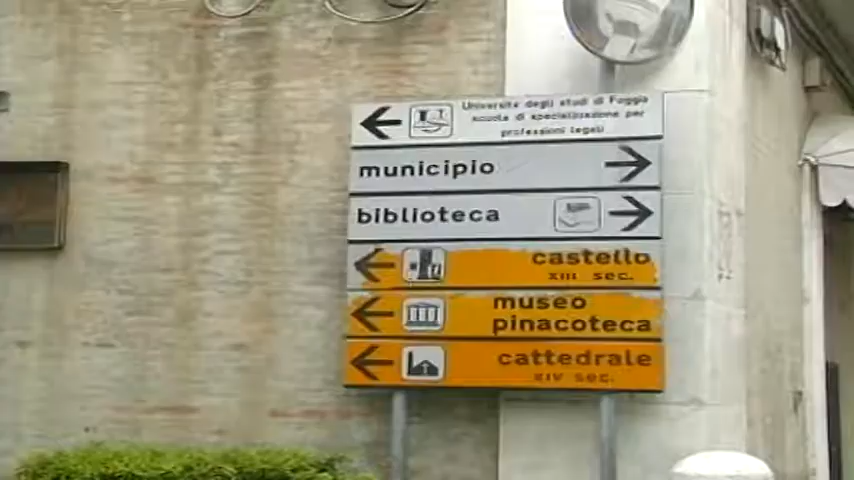 Università degli studi di Foggia
scuola di specializzazione per
professioni legali
municipio
biblioteca
castello
XIII sec.
museo
pinacoteca
cattedrale
XIV sec.